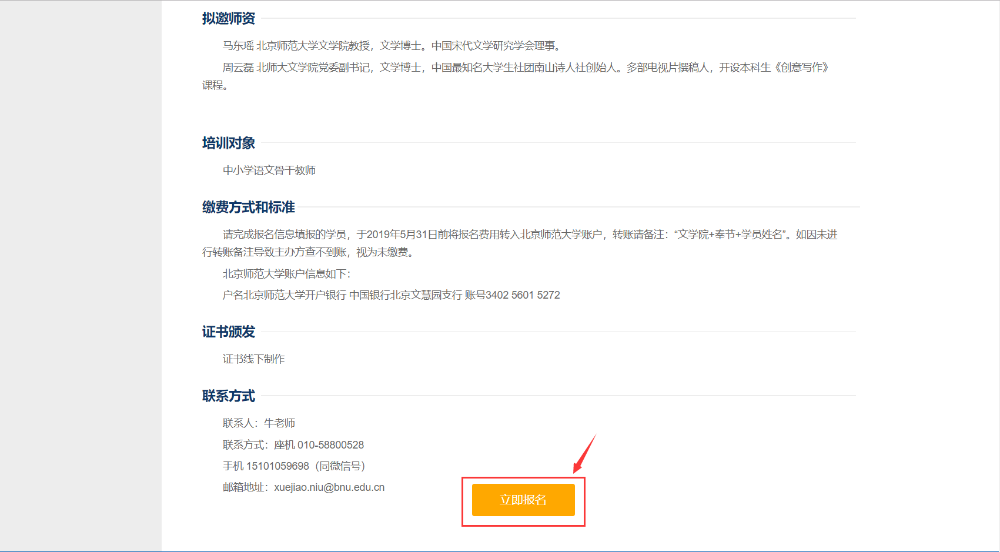 拟邀师资
马东瑶 北京师范大学文学院教授，文学博士。中国宋代文学研究学会理事。
周云磊 北师大文学院党委副书记，文学博士，中国最知名大学生社团南山诗人社创始人。多部电视片撰稿人，开设本科生《创意写作》
课程。
培训对象
中小学语文骨干教师
缴费方式和标准
请完成报名信息填报的学员，于2019年5月31日前将报名费用转入北京师范大学账户，转账请备注：“文学院+奉节+学员姓名”。如因未进
行转账备注导致主办方查不到账，视为未缴费。
北京师范大学账户信息如下：
户名北京师范大学开户银行 中国银行北京文慧园支行 账号3402 5601 5272
证书颁发
证书线下制作
联系方式
联系人：牛老师
联系方式：座机 010-58800528
手机 15101059698（同微信号）
邮箱地址：xuejiao.niu@bnu.edu.cn
立即报名